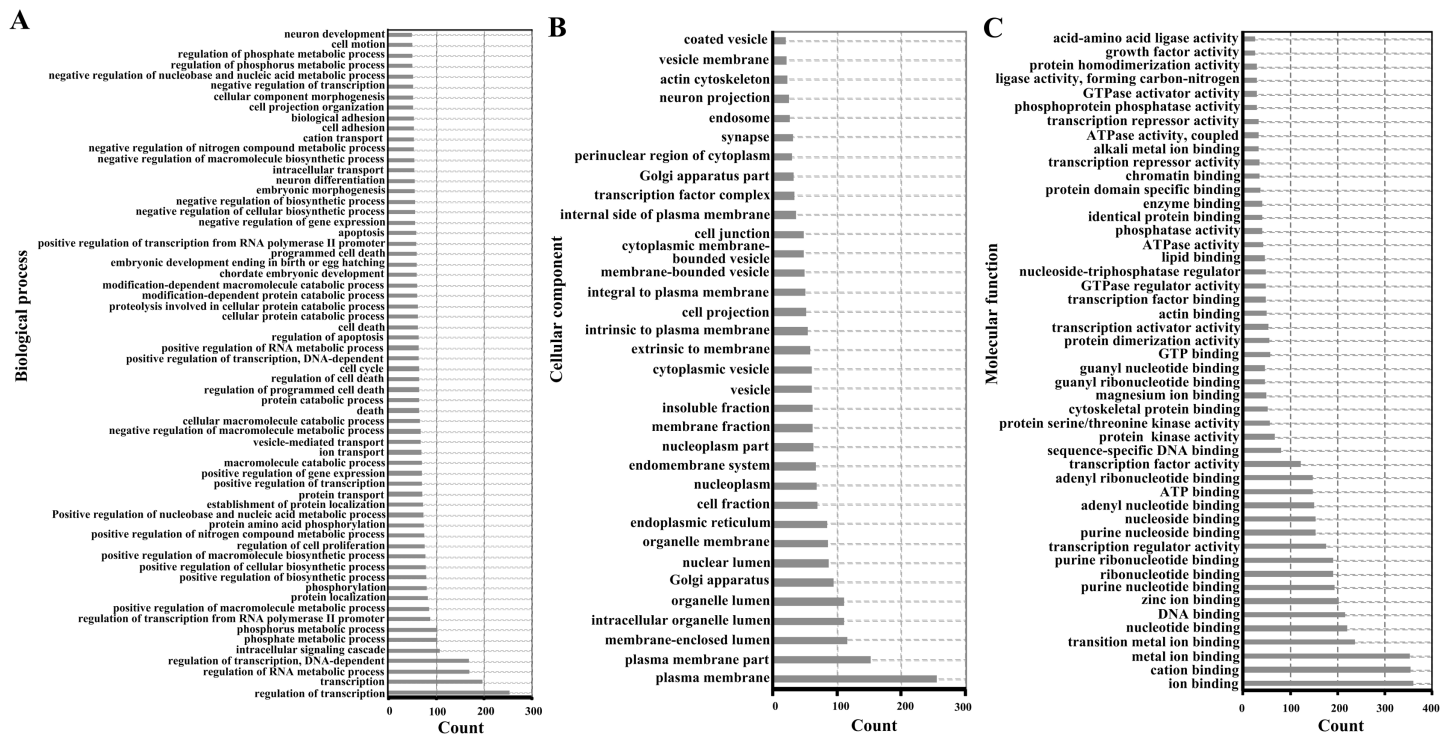 A
Biological process
neuron development
cell motion
regulation of phosphate metabolic process
regulation of phosphorus metabolic process
negative regulation of nucleobase and nucleic acid metabolic process
negative regulation of transcription
cellular component morphogenesis
cell projection organization
biological adhesion
cell adhesion
cation transport
negative regulation of nitrogen compound metabolic process
negative regulation of macromolecule biosynthetic process
intracellular transport
neuron differentiation
embryonic morphogenesis
negative regulation of biosynthetic process
negative regulation of cellular biosynthetic process
negative regulation of gene expression
apoptosis
positive regulation of transcription from RNA polymerase II promoter
programmed cell death
embryonic development ending in birth or egg hatching
chordate embryonic development
modification-dependent macromolecule catabolic process
modification-dependent protein catabolic process
proteolysis involved in cellular protein catabolic process
cellular protein catabolic process
cell death
regulation of apoptosis
positive regulation of RNA metabolic process
positive regulation of transcription, DNA-dependent
cell cycle
regulation of cell death
regulation of programmed cell death
protein catabolic process
death
cellular macromolecule catabolic process
negative regulation of macromolecule metabolic process
vesicle-mediated transport
ion transport
macromolecule catabolic process
positive regulation of gene expression
positive regulation of transcription
protein transport
establishment of protein localization
Positive regulation of nucleobase and nucleic acid metabolic process
protein amino acid phosphorylation
positive regulation of nitrogen compound metabolic process
regulation of cell proliferation
positive regulation of macromolecule biosynthetic process
positive regulation of cellular biosynthetic process
positive regulation of biosynthetic process
phosphorylation
protein localization
positive regulation of macromolecule metabolic process
regulation of transcription from RNA polymerase II promoter
phosphorus metabolic process
phosphate metabolic process
intracellular signaling cascade
regulation of transcription, DNA-dependent
regulation of RNA metabolic process
transcription
regulation of transcription
0 100 200 300
Count
B
Cellular component
coated vesicle
vesicle membrane
actin cytoskeleton
neuron projection
endosome
synapse
perinuclear region of cytoplasm
Golgi apparatus part
transcription factor complex
internal side of plasma membrane
cell junction
cytoplasmic membrane-
bounded vesicle
membrane-bounded vesicle
integral to plasma membrane
cell projection
intrinsic to plasma membrane
extrinsic to membrane
cytoplasmic vesicle
vesicle
insoluble fraction
membrane fraction
nucleoplasm part
endomembrane system
nucleoplasm
cell fraction
endoplasmic reticulum
organelle membrane
nuclear lumen
Golgi apparatus
organelle lumen
intracellular organelle lumen
membrane-enclosed lumen
plasma membrane part
plasma membrane
0 100 200 300
Count
C
Molecular function
acid-amino acid ligase activity
growth factor activity
protein homodimerization activity
ligase activity, forming carbon-nitrogen
GTPase activator activity
phosphoprotein phosphatase activity
transcription repressor activity
ATPase activity, coupled
alkali metal ion binding
transcription repressor activity
chromatin binding
protein domain specific binding
enzyme binding
identical protein binding
phosphatase activity
ATPase activity
lipid binding
nucleoside-triphosphatase regulator
GTPase regulator activity
transcription factor binding
actin binding
transcription activator activity
protein dimerization activity
GTP binding
guanyl nucleotide binding
guanyl ribonucleotide binding
magnesium ion binding
cytoskeletal protein binding
protein serine/threonine kinase activity
protein kinase activity
sequence-specific DNA binding
transcription factor activity
adenyl ribonucleotide binding
ATP binding
adenyl nucleotide binding
nucleoside binding
purine nucleoside binding
transcription regulator activity
purine ribonucleotide binding
ribonucleotide binding
purine nucleotide binding
zinc ion binding
DNA binding
nucleotide binding
transition metal ion binding
metal ion binding
cation binding
ion binding
0 100 200 300 400
Count